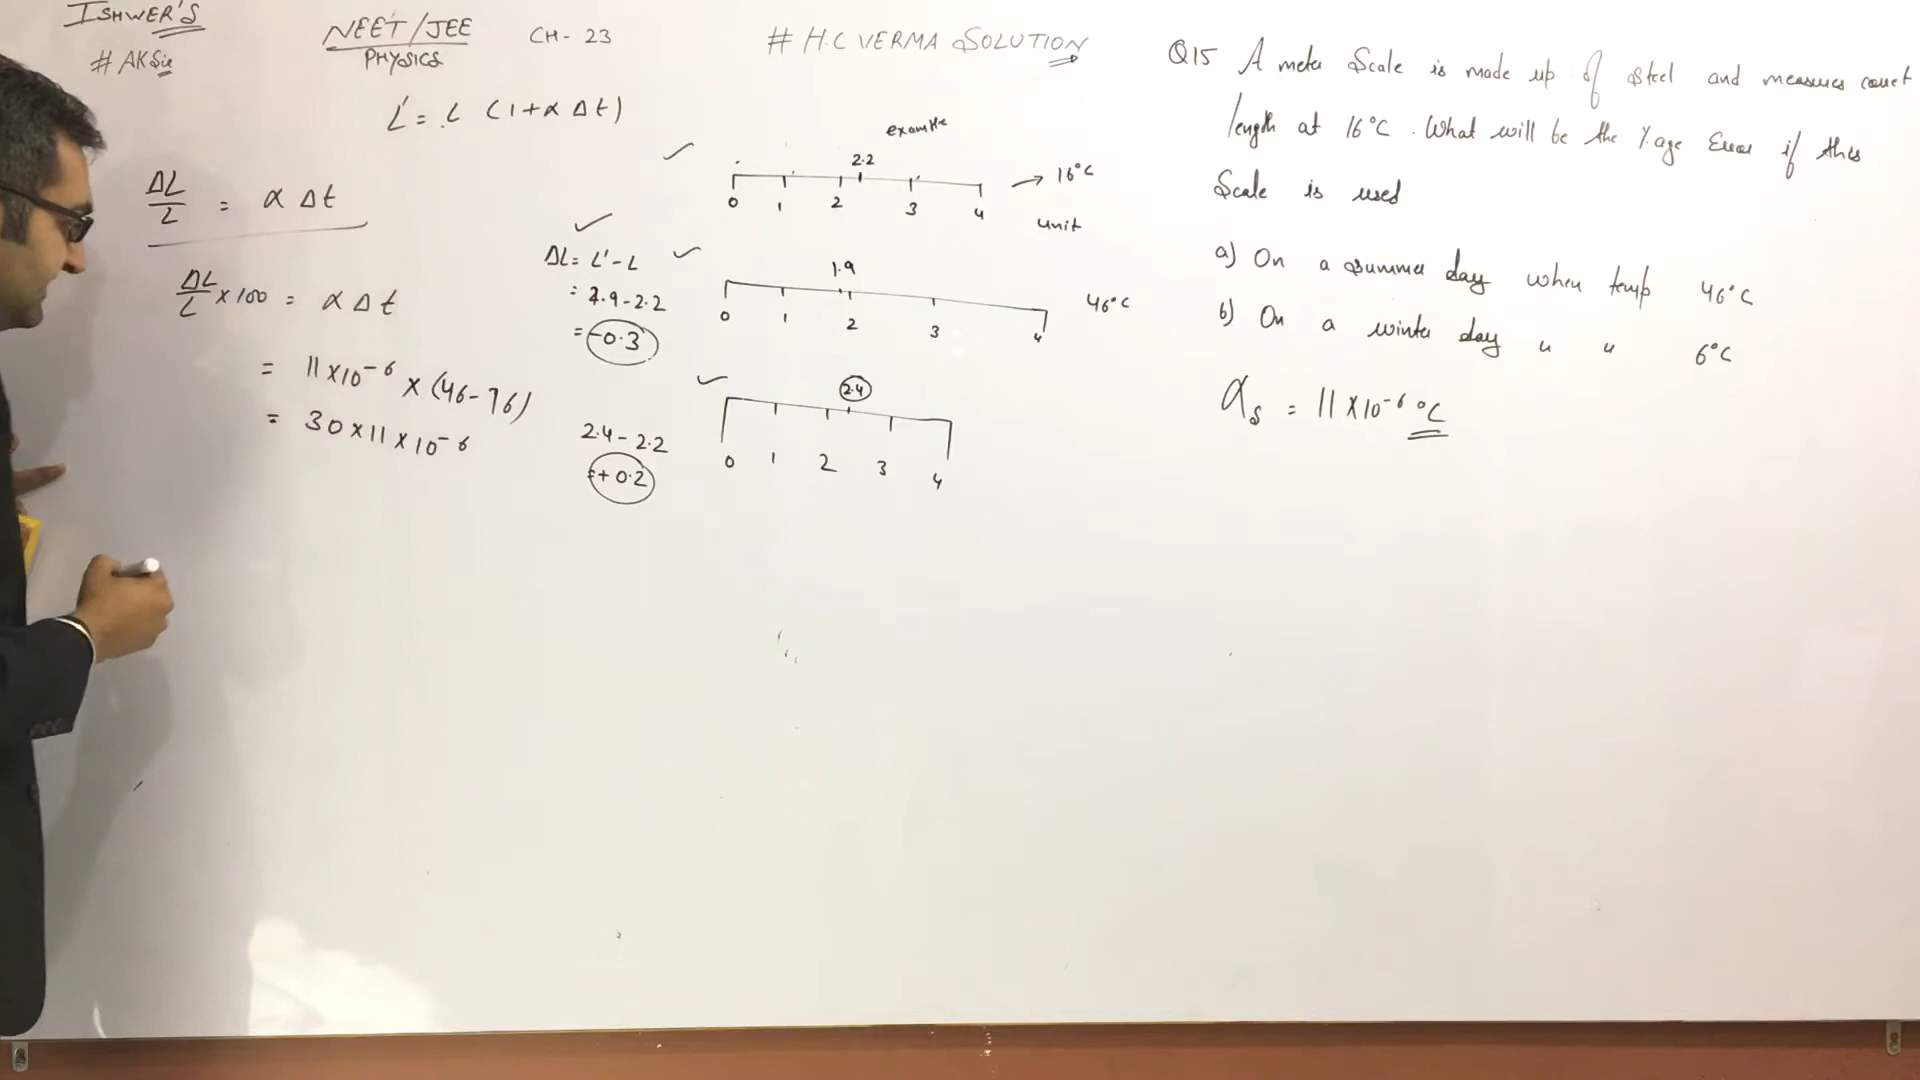 ISHWER'S
# AKSir
NEET/JEE
PHYSICS
CH- 23
# H.C VERMA SOLUTION
L' = L (1+α Δt)
ΔL/L = α Δt
ΔL/L × 100 = α Δt
= 11×10⁻⁶ × (46-16)
= 30×11×10⁻⁶
ΔL= L'-L
= 1.9-2.2
= -0.3
2.4-2.2
=+0.2
example
2.2
0 1 2 3 4
→ 16°C
unit
1.9
0 1 2 3 4
46°C
2.4
0 1 2 3 4
Q15 A meter Scale is made up of steel and measures correct
length at 16°C. What will be the %age Error if this
Scale is used
a) On a summer day when temp 46°C
b) On a winter day " " 6°C
αs = 11×10⁻⁶ °C